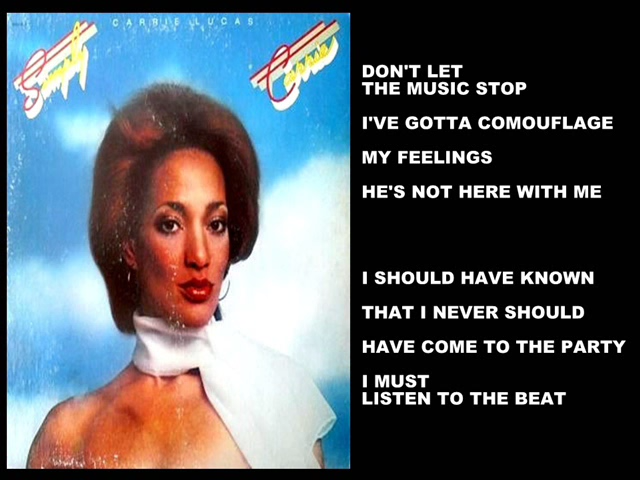 CARRIE LUCAS
Simply
Carrie
DON'T LET
THE MUSIC STOP
I'VE GOTTA COMOUFLAGE
MY FEELINGS
HE'S NOT HERE WITH ME
I SHOULD HAVE KNOWN
THAT I NEVER SHOULD
HAVE COME TO THE PARTY
I MUST
LISTEN TO THE BEAT